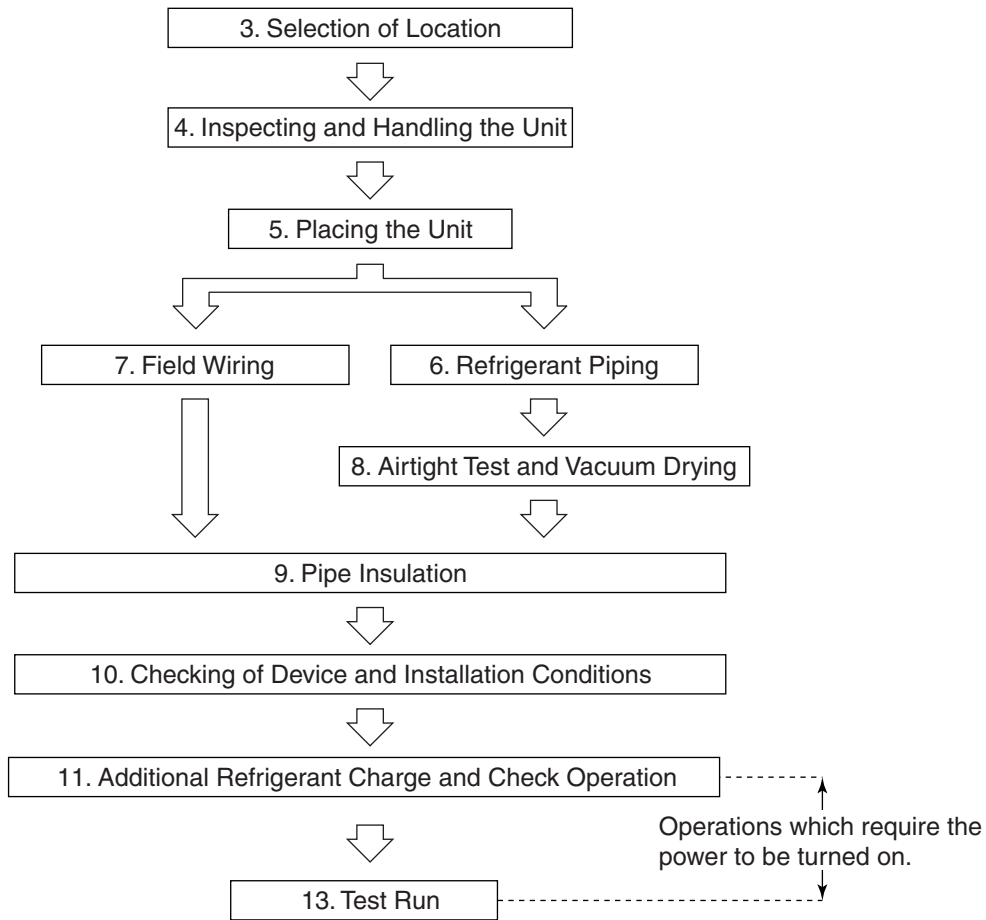 3. Selection of Location
4. Inspecting and Handling the Unit
5. Placing the Unit
7. Field Wiring
6. Refrigerant Piping
8. Airtight Test and Vacuum Drying
9. Pipe Insulation
10. Checking of Device and Installation Conditions
11. Additional Refrigerant Charge and Check Operation
Operations which require the
power to be turned on.
13. Test Run